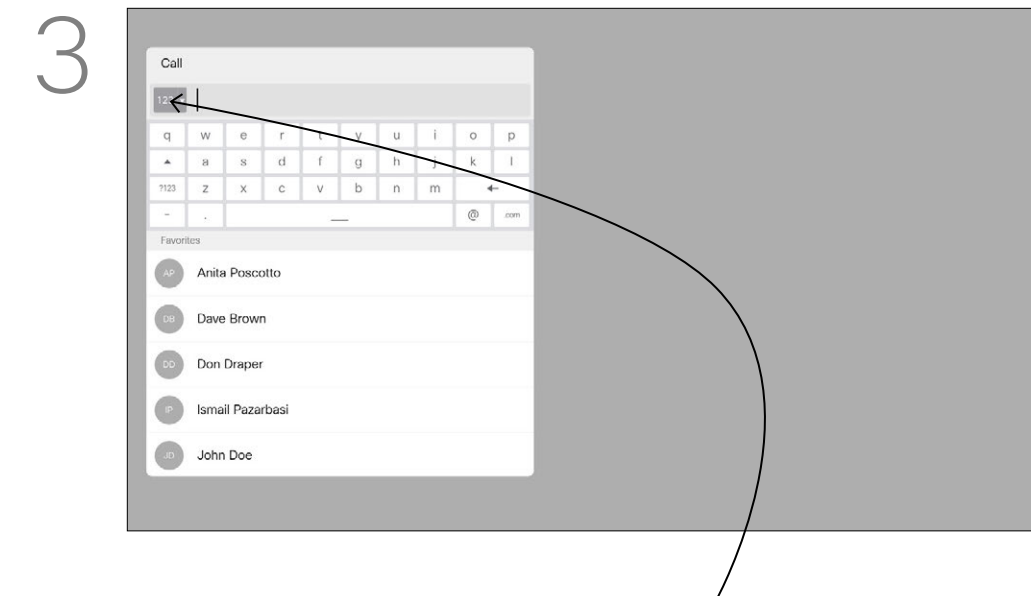 3
Call
q w e r t y u i o p
a s d f g h j k l
?123 z x c v b n m
- . @ .com
Favorites
AP Anita Poscotto
DB Dave Brown
DD Don Draper
IP Ismail Pazarbasi
JD John Doe